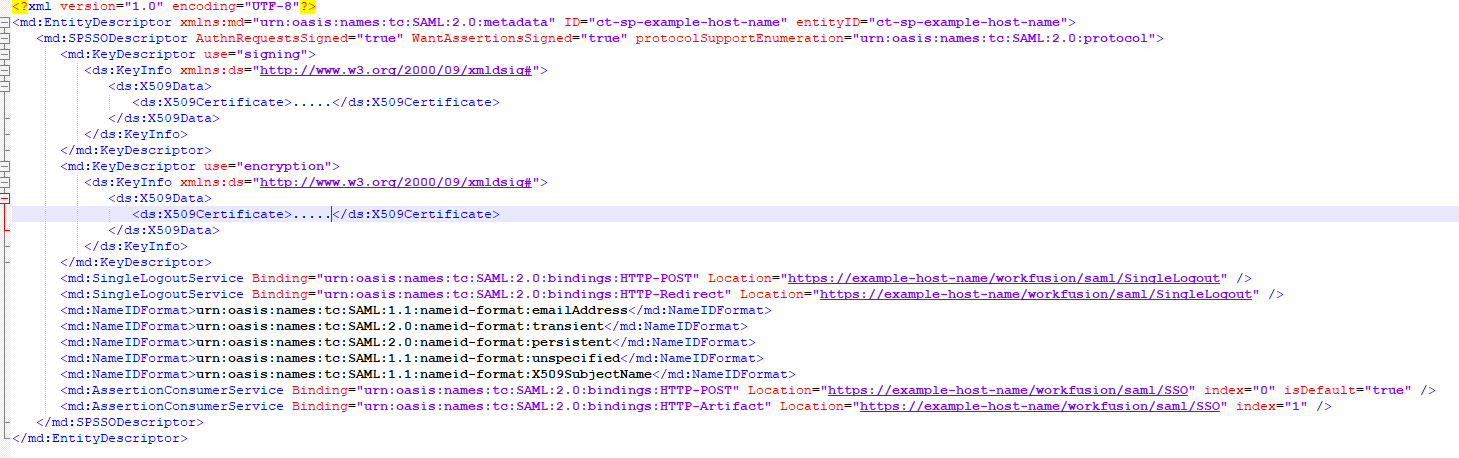 <?xml version="1.0" encoding="UTF-8"?>
<md:EntityDescriptor xmlns:md="urn:oasis:names:tc:SAML:2.0:metadata" ID="ct-sp-example-host-name" entityID="ct-sp-example-host-name">
<md:SPSSODescriptor AuthnRequestsSigned="true" WantAssertionsSigned="true" protocolSupportEnumeration="urn:oasis:names:tc:SAML:2.0:protocol">
<md:KeyDescriptor use="signing">
<ds:KeyInfo xmlns:ds="http://www.w3.org/2000/09/xmldsig#">
<ds:X509Data>
<ds:X509Certificate>.....</ds:X509Certificate>
</ds:X509Data>
</ds:KeyInfo>
</md:KeyDescriptor>
<md:KeyDescriptor use="encryption">
<ds:KeyInfo xmlns:ds="http://www.w3.org/2000/09/xmldsig#">
<ds:X509Data>
<ds:X509Certificate>.....</ds:X509Certificate>
</ds:X509Data>
</ds:KeyInfo>
</md:KeyDescriptor>
<md:SingleLogoutService Binding="urn:oasis:names:tc:SAML:2.0:bindings:HTTP-POST" Location="https://example-host-name/workfusion/saml/SingleLogout" />
<md:SingleLogoutService Binding="urn:oasis:names:tc:SAML:2.0:bindings:HTTP-Redirect" Location="https://example-host-name/workfusion/saml/SingleLogout" />
<md:NameIDFormat>urn:oasis:names:tc:SAML:1.1:nameid-format:emailAddress</md:NameIDFormat>
<md:NameIDFormat>urn:oasis:names:tc:SAML:2.0:nameid-format:transient</md:NameIDFormat>
<md:NameIDFormat>urn:oasis:names:tc:SAML:2.0:nameid-format:persistent</md:NameIDFormat>
<md:NameIDFormat>urn:oasis:names:tc:SAML:1.1:nameid-format:unspecified</md:NameIDFormat>
<md:NameIDFormat>urn:oasis:names:tc:SAML:1.1:nameid-format:X509SubjectName</md:NameIDFormat>
<md:AssertionConsumerService Binding="urn:oasis:names:tc:SAML:2.0:bindings:HTTP-POST" Location="https://example-host-name/workfusion/saml/SSO" index="0" isDefault="true" />
<md:AssertionConsumerService Binding="urn:oasis:names:tc:SAML:2.0:bindings:HTTP-Artifact" Location="https://example-host-name/workfusion/saml/SSO" index="1" />
</md:SPSSODescriptor>
</md:EntityDescriptor>